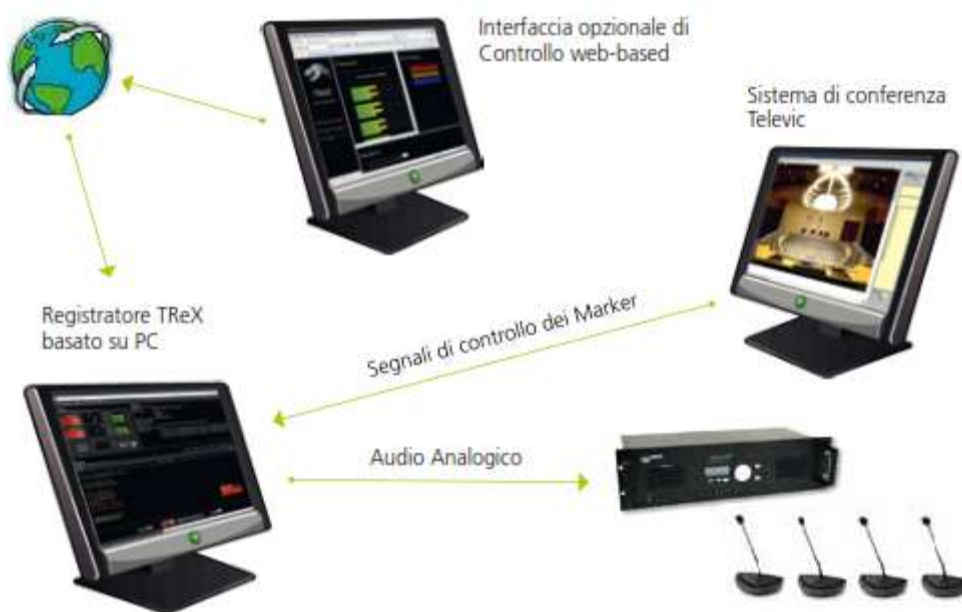 Interfaccia opzionale di
Controllo web-based
Sistema di conferenza
Televic
Registratore TReX
basato su PC
Segnali di controllo dei Marker
Audio Analogico